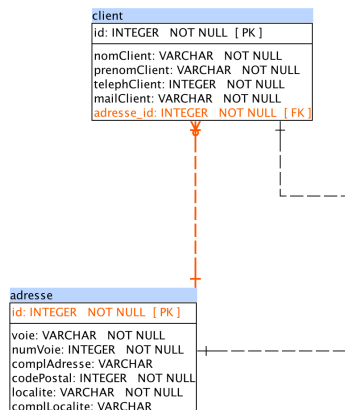 client
id: INTEGER NOT NULL [ PK ]
nomClient: VARCHAR NOT NULL
prenomClient: VARCHAR NOT NULL
telephClient: INTEGER NOT NULL
mailClient: VARCHAR NOT NULL
adresse_id: INTEGER NOT NULL [ FK ]
adresse
id: INTEGER NOT NULL [ PK ]
voie: VARCHAR NOT NULL
numVoie: INTEGER NOT NULL
complAdresse: VARCHAR
codePostal: INTEGER NOT NULL
localite: VARCHAR NOT NULL
complLocalite: VARCHAR